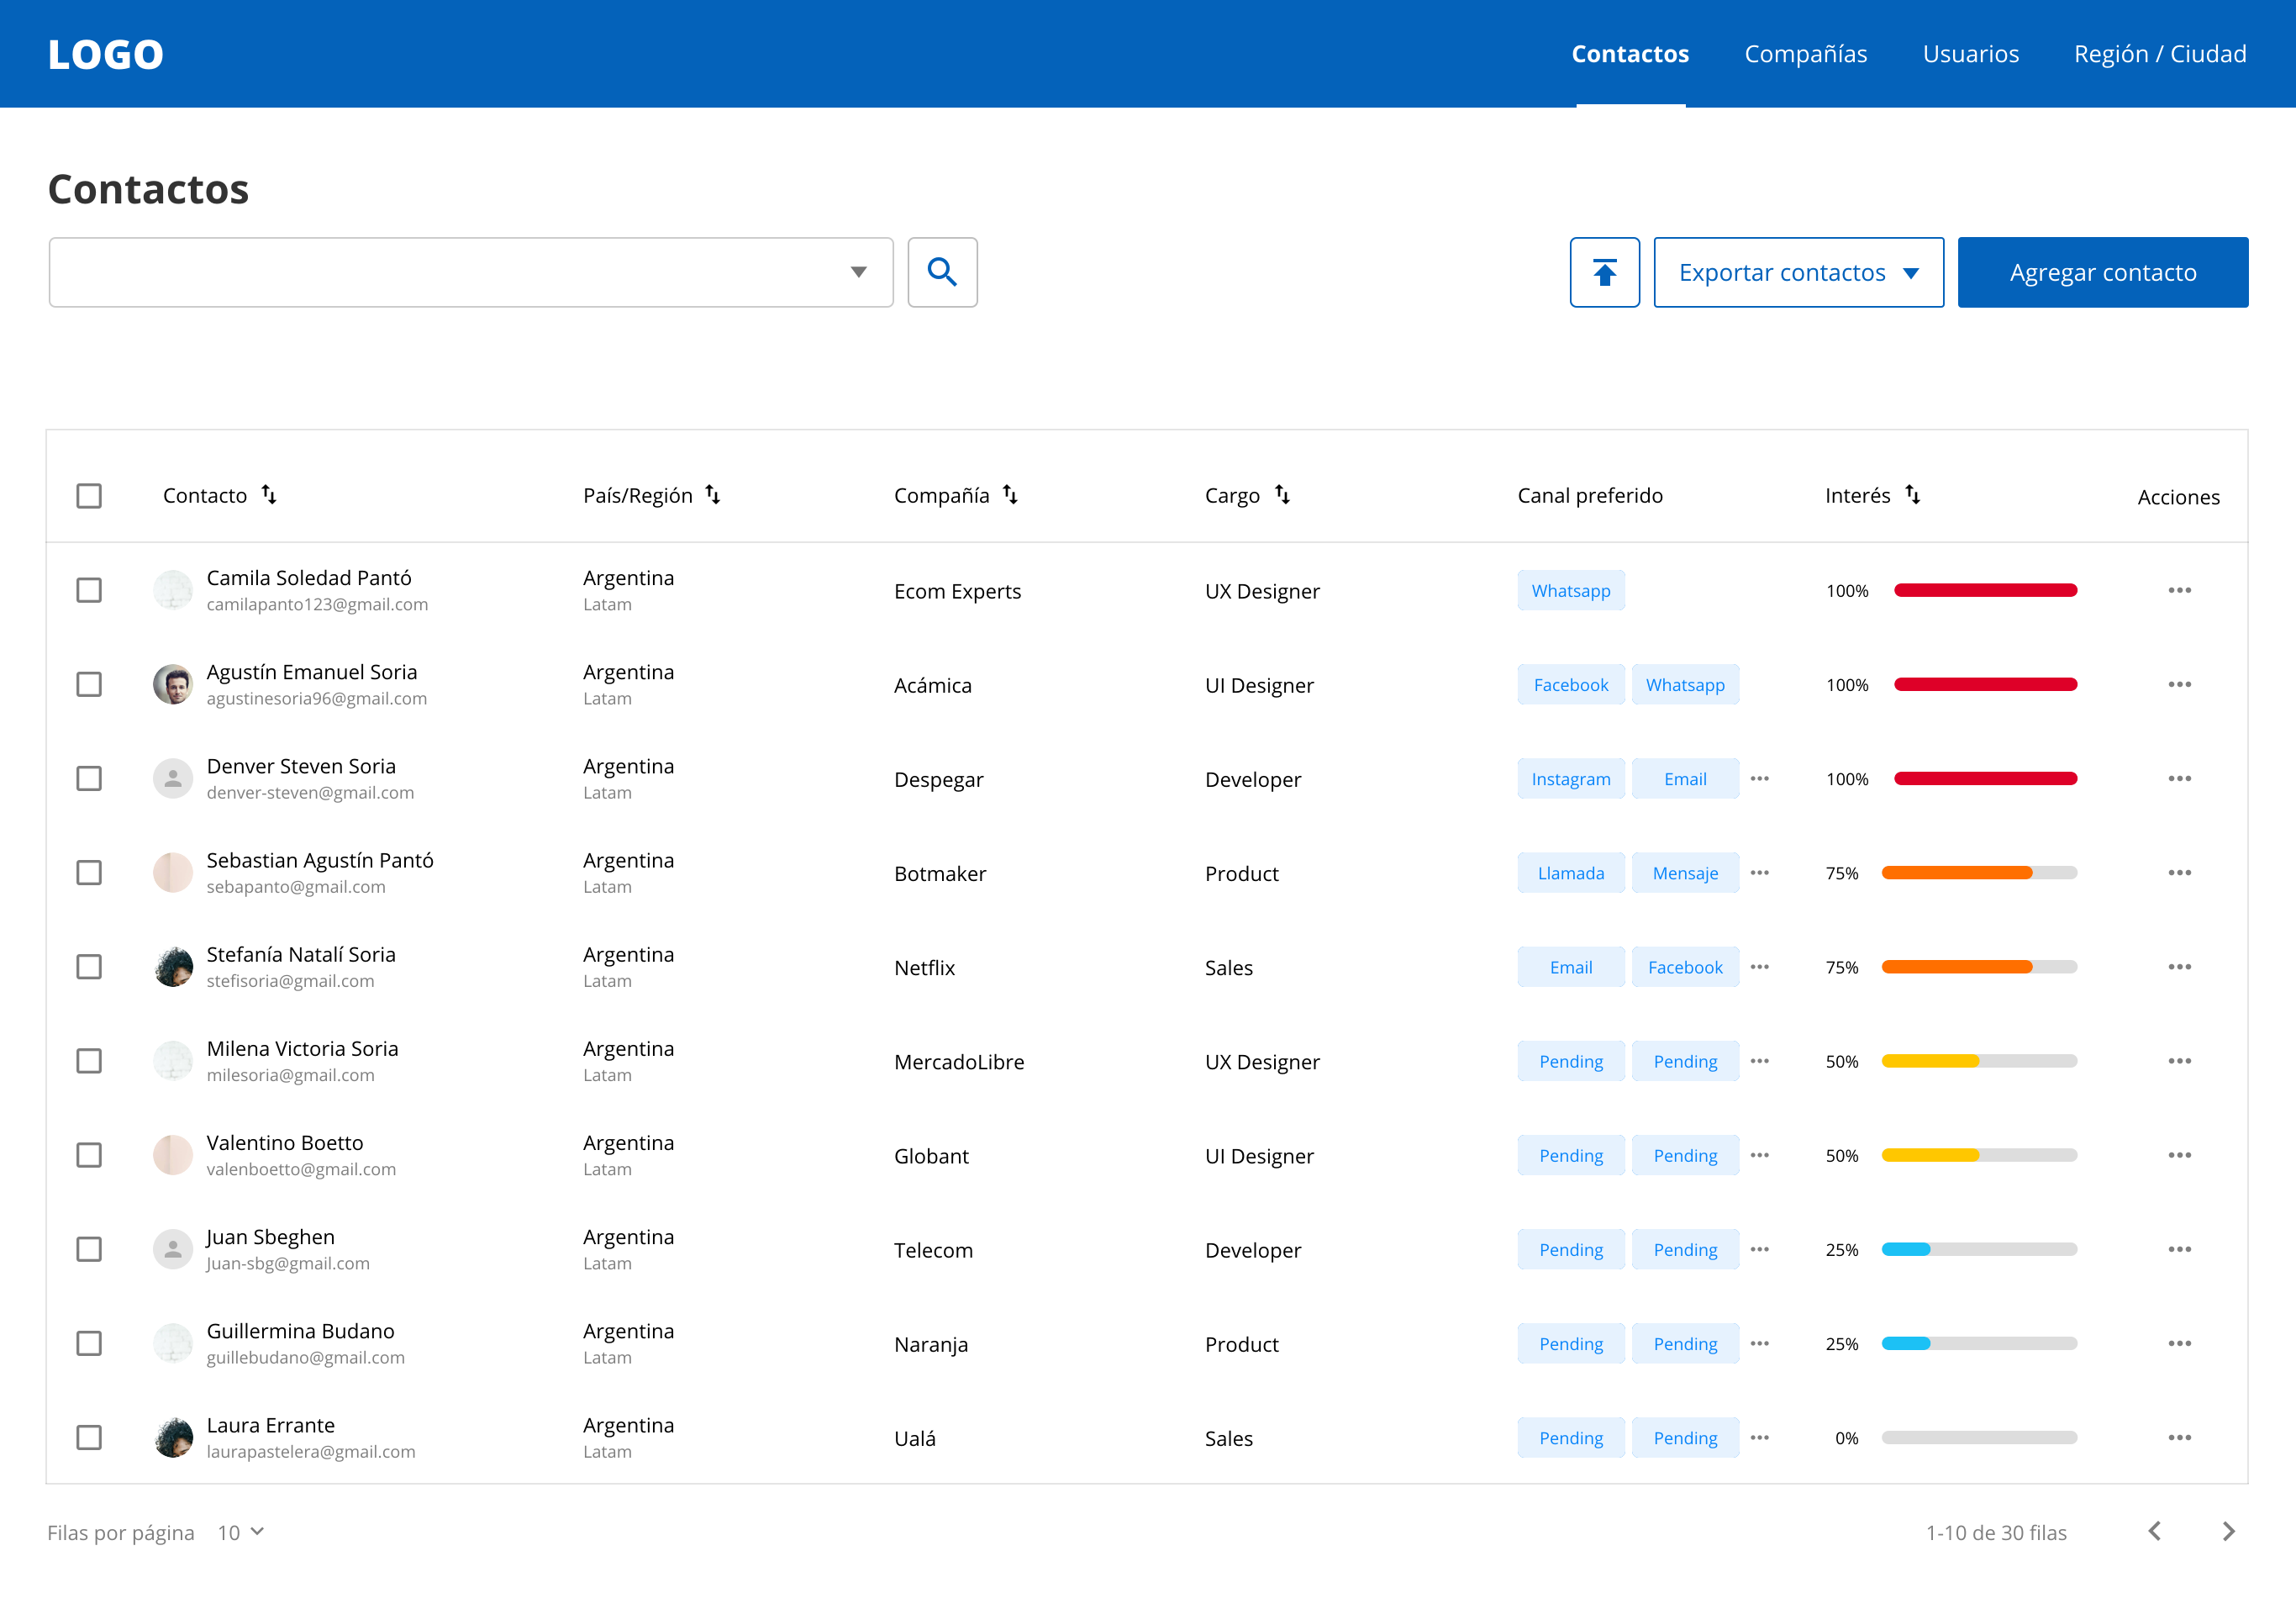 LOGO
Contactos Compañías Usuarios Región / Ciudad
Contactos
Exportar contactos Agregar contacto
Contacto País/Región Compañía Cargo Canal preferido Interés Acciones
Camila Soledad Pantó Argentina
camilapanto123@gmail.com Latam Ecom Experts UX Designer Whatsapp 100%
Agustín Emanuel Soria Argentina
agustinesoria96@gmail.com Latam Acámica UI Designer Facebook Whatsapp 100%
Denver Steven Soria Argentina
denver-steven@gmail.com Latam Despegar Developer Instagram Email ... 100%
Sebastian Agustín Pantó Argentina
sebapanto@gmail.com Latam Botmaker Product Llamada Mensaje ... 75%
Stefanía Natalí Soria Argentina
stefisoria@gmail.com Latam Netflix Sales Email Facebook ... 75%
Milena Victoria Soria Argentina
milesoria@gmail.com Latam MercadoLibre UX Designer Pending Pending ... 50%
Valentino Boetto Argentina
valenboetto@gmail.com Latam Globant UI Designer Pending Pending ... 50%
Juan Sbeghen Argentina
Juan-sbg@gmail.com Latam Telecom Developer Pending Pending ... 25%
Guillermina Budano Argentina
guillebudano@gmail.com Latam Naranja Product Pending Pending ... 25%
Laura Errante Argentina
laurapastelera@gmail.com Latam Ualá Sales Pending Pending ... 0%
Filas por página 10 1-10 de 30 filas